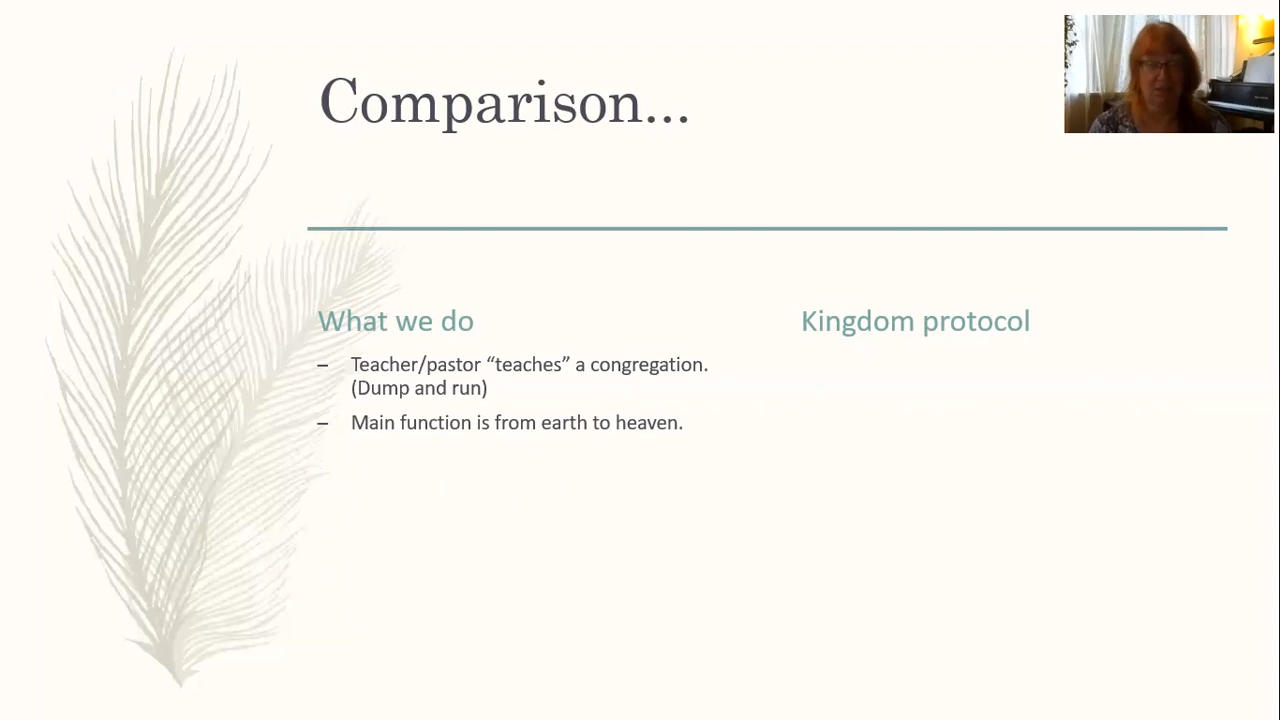 Comparison...
What we do
– Teacher/pastor “teaches” a congregation.
(Dump and run)
– Main function is from earth to heaven.
Kingdom protocol